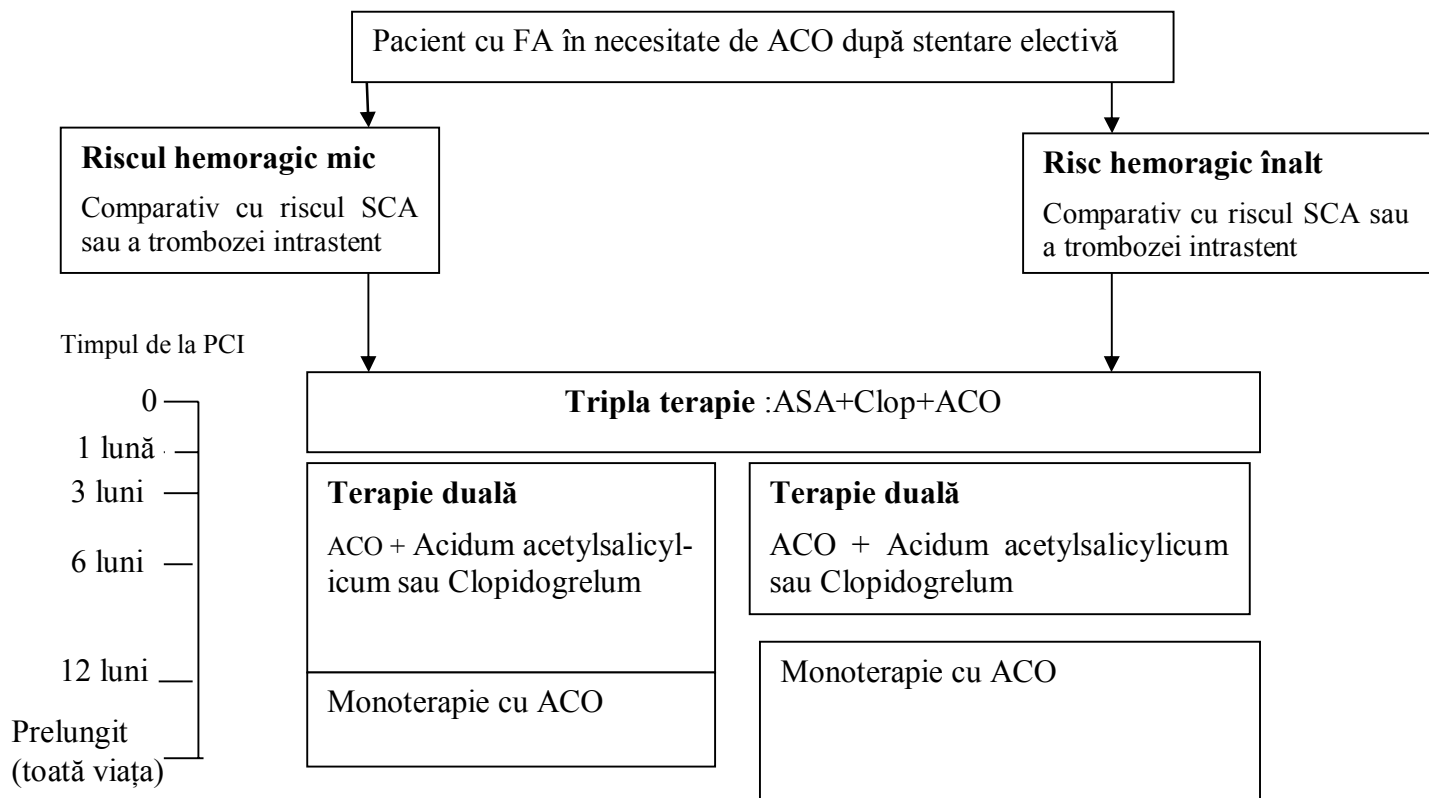 Pacient cu FA în necesitate de ACO după stentare electivă
Riscul hemoragic mic
Comparativ cu riscul SCA
sau a trombozei intrastent
Risc hemoragic înalt
Comparativ cu riscul SCA sau
a trombozei intrastent
Timpul de la PCI
0
1 lună
3 luni
6 luni
12 luni
Prelungit
(toată viața)
Tripla terapie :ASA+Clop+ACO
Terapie duală
ACO + Acidum acetylsalicyl-
icum sau Clopidogrelum
Terapie duală
ACO + Acidum acetylsalicylicum
sau Clopidogrelum
Monoterapie cu ACO
Monoterapie cu ACO